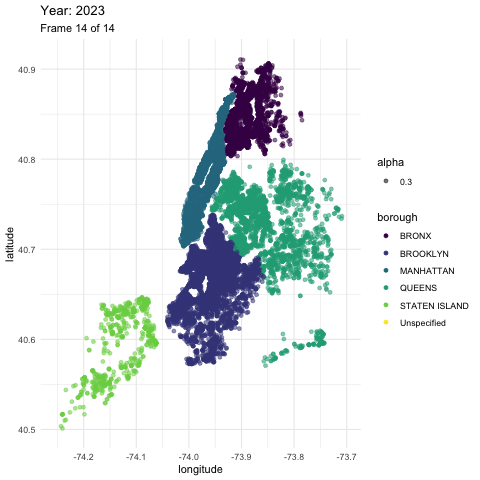 Year: 2023
Frame 14 of 14
40.9
40.8
40.7
40.6
40.5
latitude
-74.2
-74.1
-74.0
-73.9
-73.8
-73.7
longitude
alpha
0.3
borough
BRONX
BROOKLYN
MANHATTAN
QUEENS
STATEN ISLAND
Unspecified